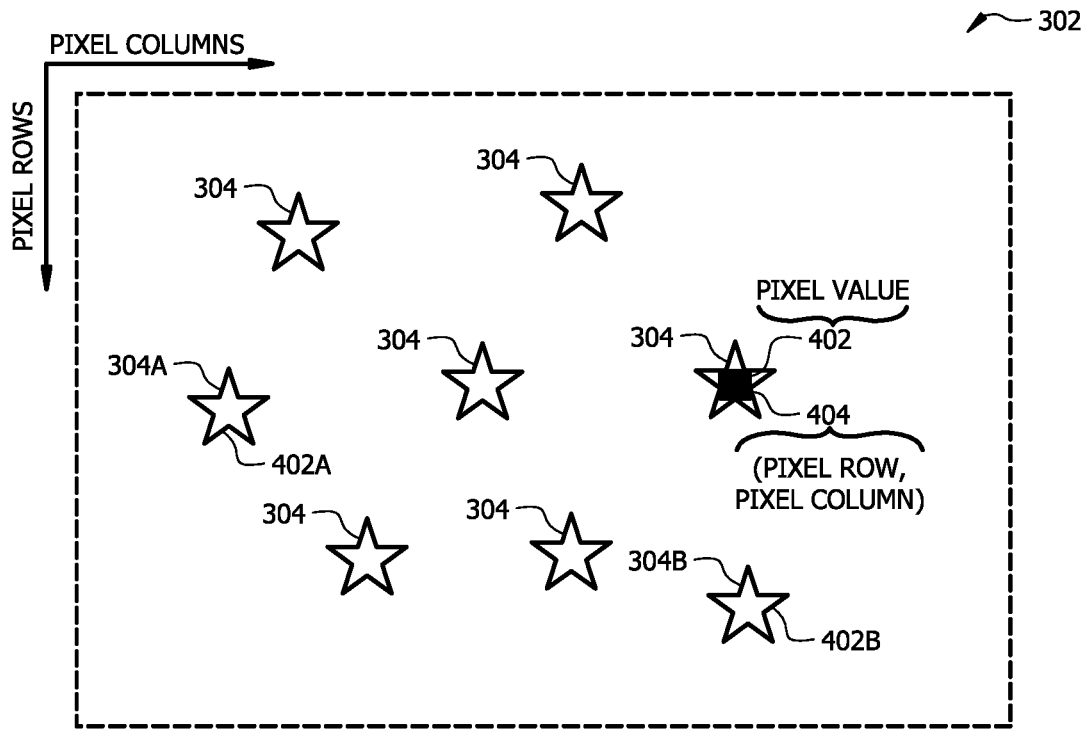 302
PIXEL COLUMNS
PIXEL ROWS
304
304
PIXEL VALUE
304
304
402
304A
404
402A
(PIXEL ROW,
PIXEL COLUMN)
304
304
304B
402B